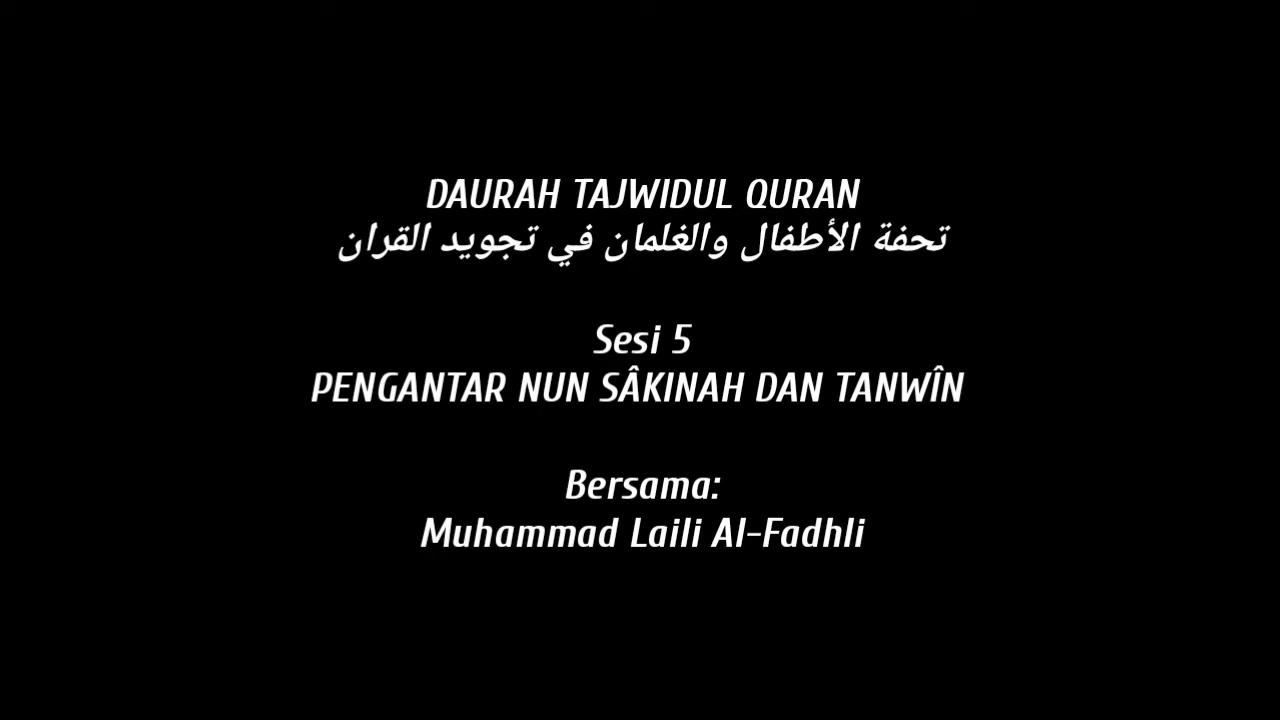 DAURAH TAJWIDUL QURAN
تحفة الأطفال والغلمان في تجويد القران
Sesi 5
PENGANTAR NUN SÂKINAH DAN TANWÎN
Bersama:
Muhammad Laili Al-Fadhli